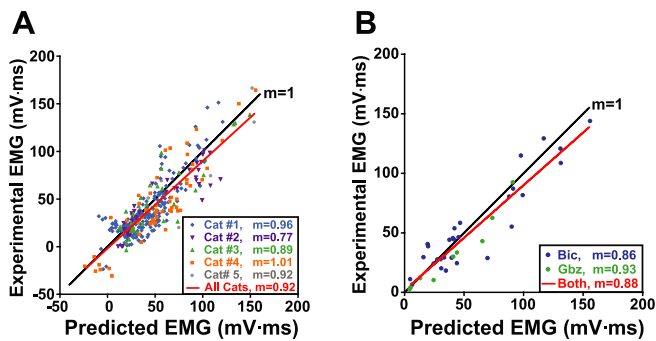 A
Experimental EMG (mV·ms)
200
150
100
50
0
-50
m=1
Cat #1, m=0.96
Cat #2, m=0.77
Cat #3, m=0.89
Cat #4, m=1.01
Cat# 5, m=0.92
All Cats, m=0.92
-50 0 50 100 150 200
Predicted EMG (mV·ms)
B
Experimental EMG (mV·ms)
200
150
100
50
0
m=1
Bic, m=0.86
Gbz, m=0.93
Both, m=0.88
0 50 100 150 200
Predicted EMG (mV·ms)